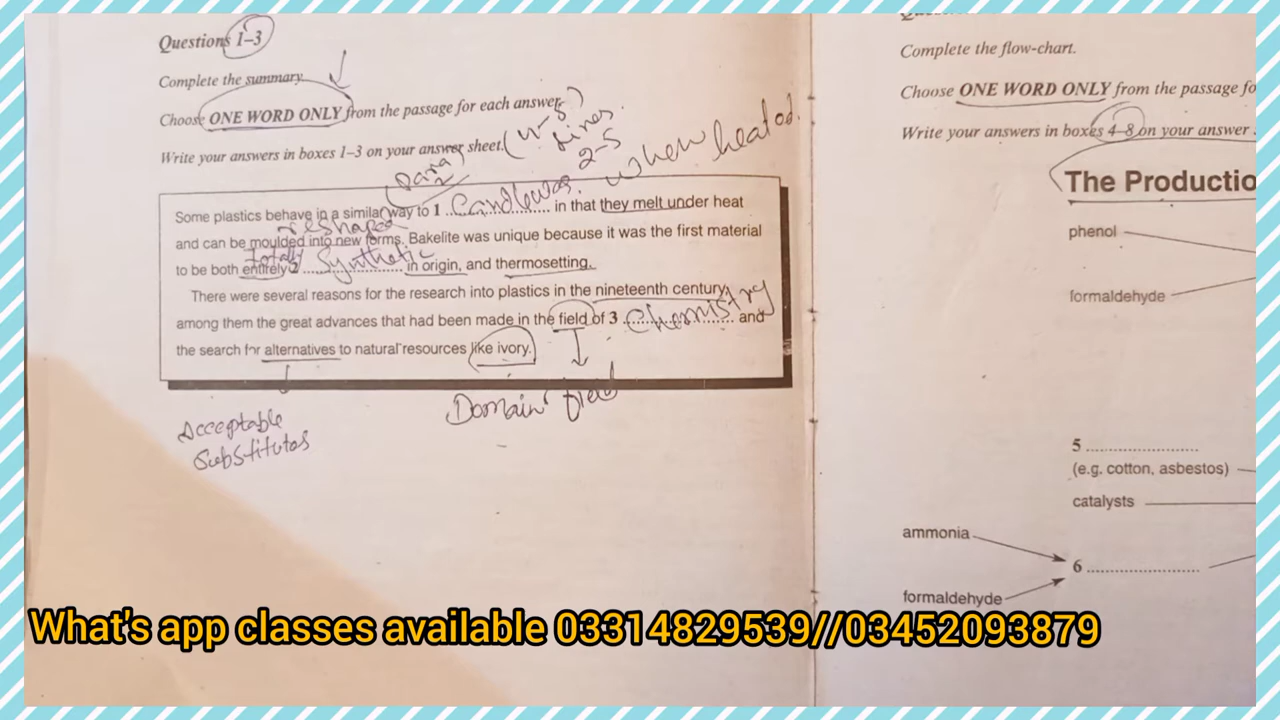 Questions 1–3
Complete the summary
Choose ONE WORD ONLY from the passage for each answer
Write your answers in boxes 1–3 on your answer sheet.
lines
2-5
when heated.
Para
2
Some plastics behave in a similar way to 1 Candlewax. in that they melt under heat
reshaped
and can be moulded into new forms. Bakelite was unique because it was the first material
totally
to be both entirely 2 Synthetic in origin, and thermosetting.
There were several reasons for the research into plastics in the nineteenth century,
among them the great advances that had been made in the field of 3 Chemistry and
the search for alternatives to natural resources like ivory.
Acceptable
Substitutes
Domain field
Complete the flow-chart.
Choose ONE WORD ONLY from the passage fo
Write your answers in boxes 4–8 on your answer
The Productio
phenol
formaldehyde
5 ........................
(e.g. cotton, asbestos)
catalysts
ammonia
6 ........................
formaldehyde
What's app classes available 03314829539//03452093879